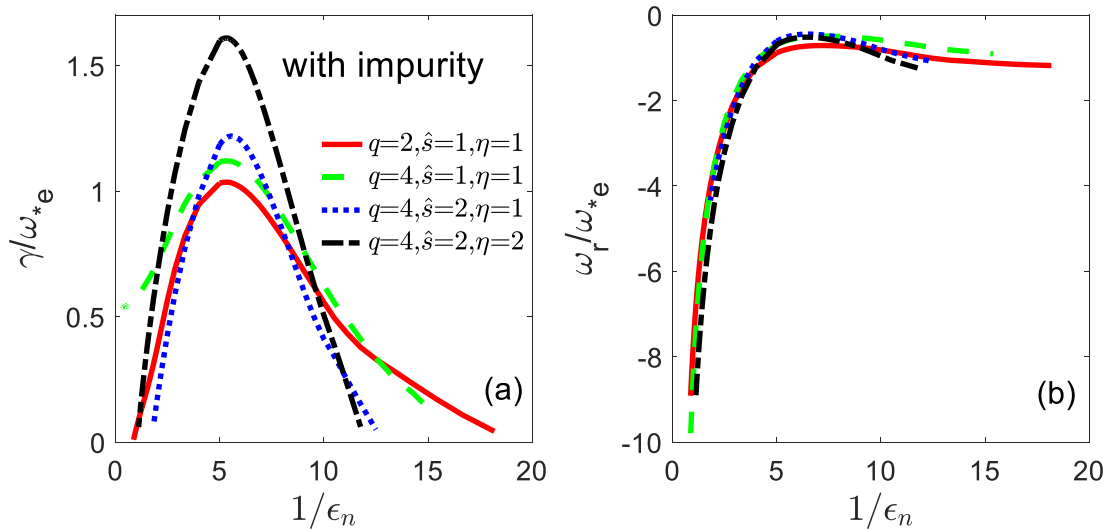 with impurity
q=2,ŝ=1,η=1
q=4,ŝ=1,η=1
q=4,ŝ=2,η=1
q=4,ŝ=2,η=2
(a)
γ/ω*e
0
0.5
1
1.5
0 5 10 15 20
1/ϵn
(b)
ωr/ω*e
0
-2
-4
-6
-8
-10
0 5 10 15 20
1/ϵn